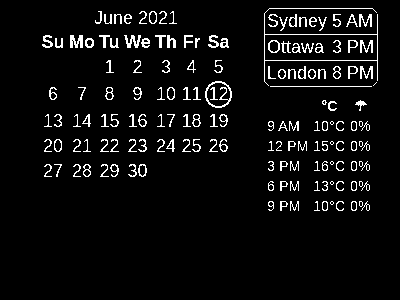 June 2021
Su Mo Tu We Th Fr Sa
1 2 3 4 5
6 7 8 9 10 11 12
13 14 15 16 17 18 19
20 21 22 23 24 25 26
27 28 29 30
Sydney 5 AM
Ottawa 3 PM
London 8 PM
°C ☂
9 AM 10°C 0%
12 PM 15°C 0%
3 PM 16°C 0%
6 PM 13°C 0%
9 PM 10°C 0%